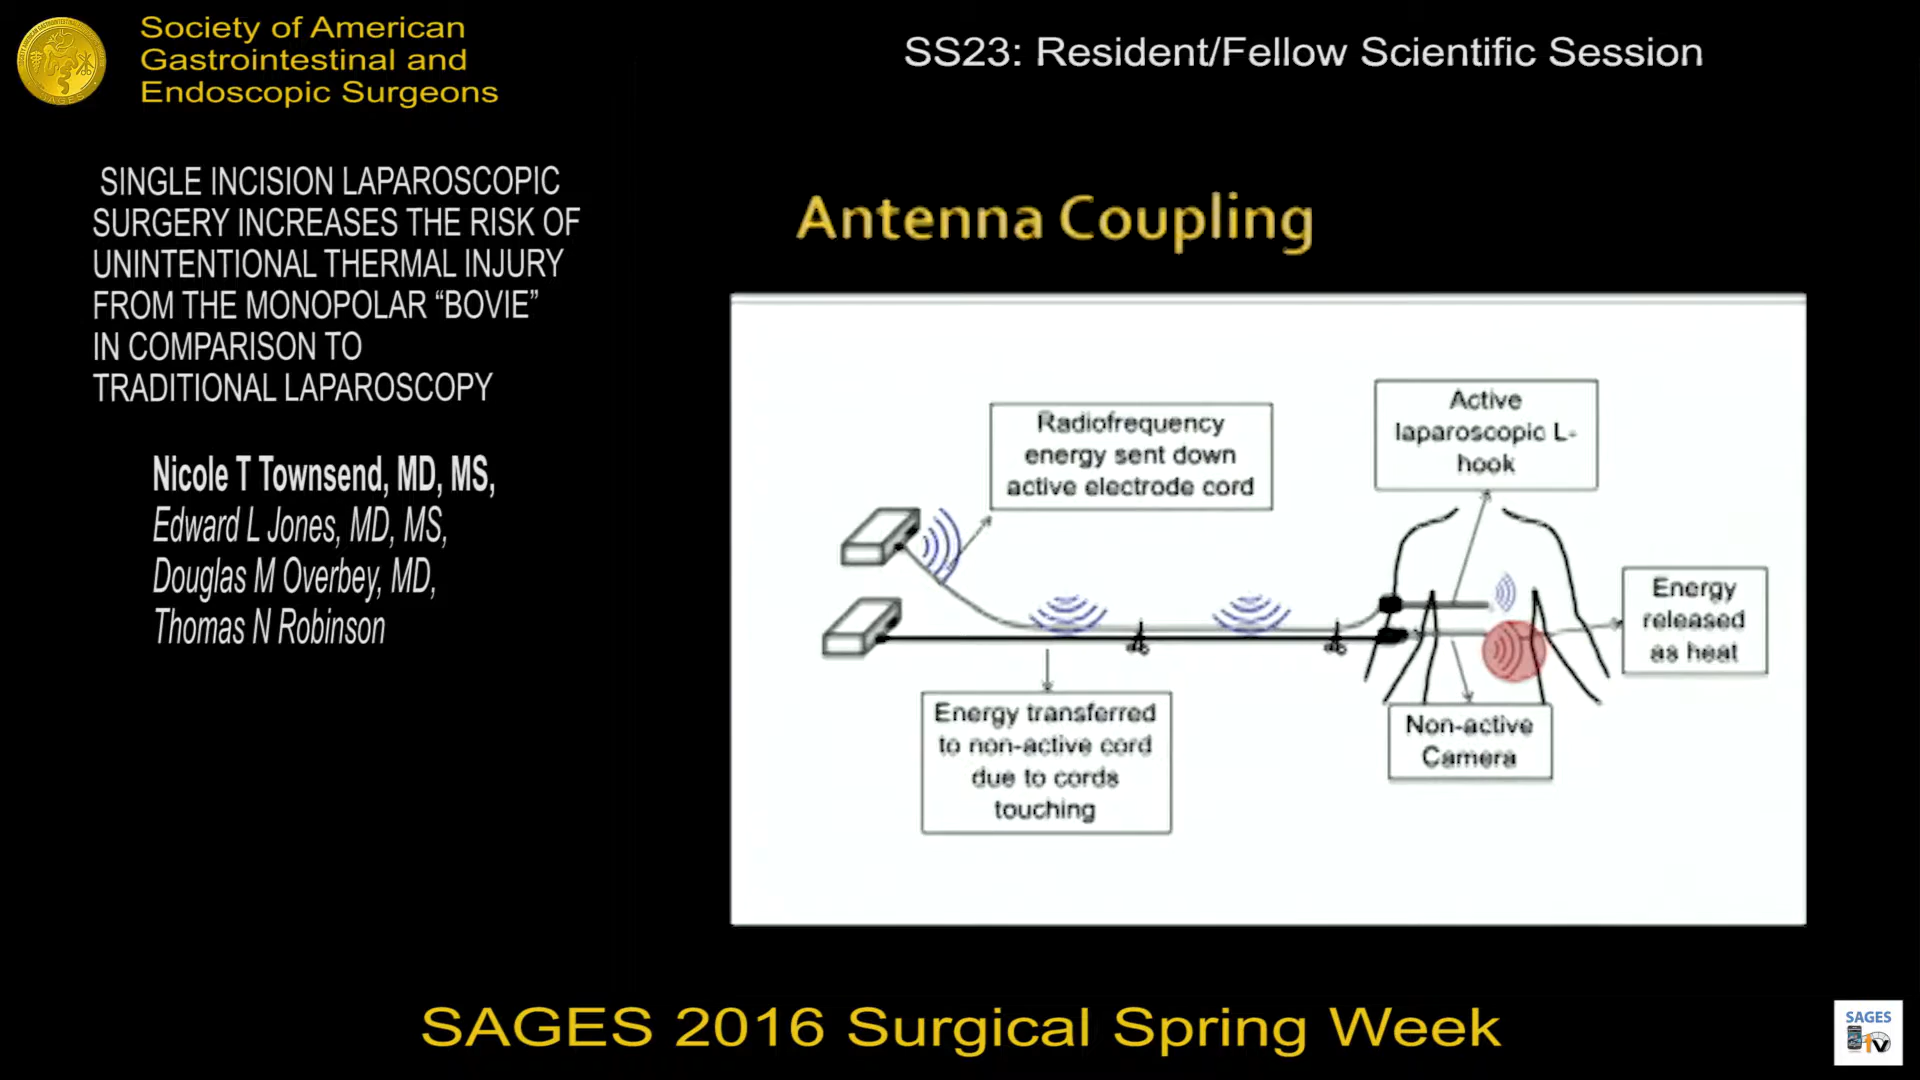 Society of American
Gastrointestinal and
Endoscopic Surgeons
SS23: Resident/Fellow Scientific Session
SINGLE INCISION LAPAROSCOPIC
SURGERY INCREASES THE RISK OF
UNINTENTIONAL THERMAL INJURY
FROM THE MONOPOLAR “BOVIE”
IN COMPARISON TO
TRADITIONAL LAPAROSCOPY
Nicole T Townsend, MD, MS,
Edward L Jones, MD, MS,
Douglas M Overbey, MD,
Thomas N Robinson
Antenna Coupling
Radiofrequency
energy sent down
active electrode cord
Active
laparoscopic L-
hook
Energy
released
as heat
Energy transferred
to non-active cord
due to cords
touching
Non-active
Camera
SAGES 2016 Surgical Spring Week
SAGES
tv